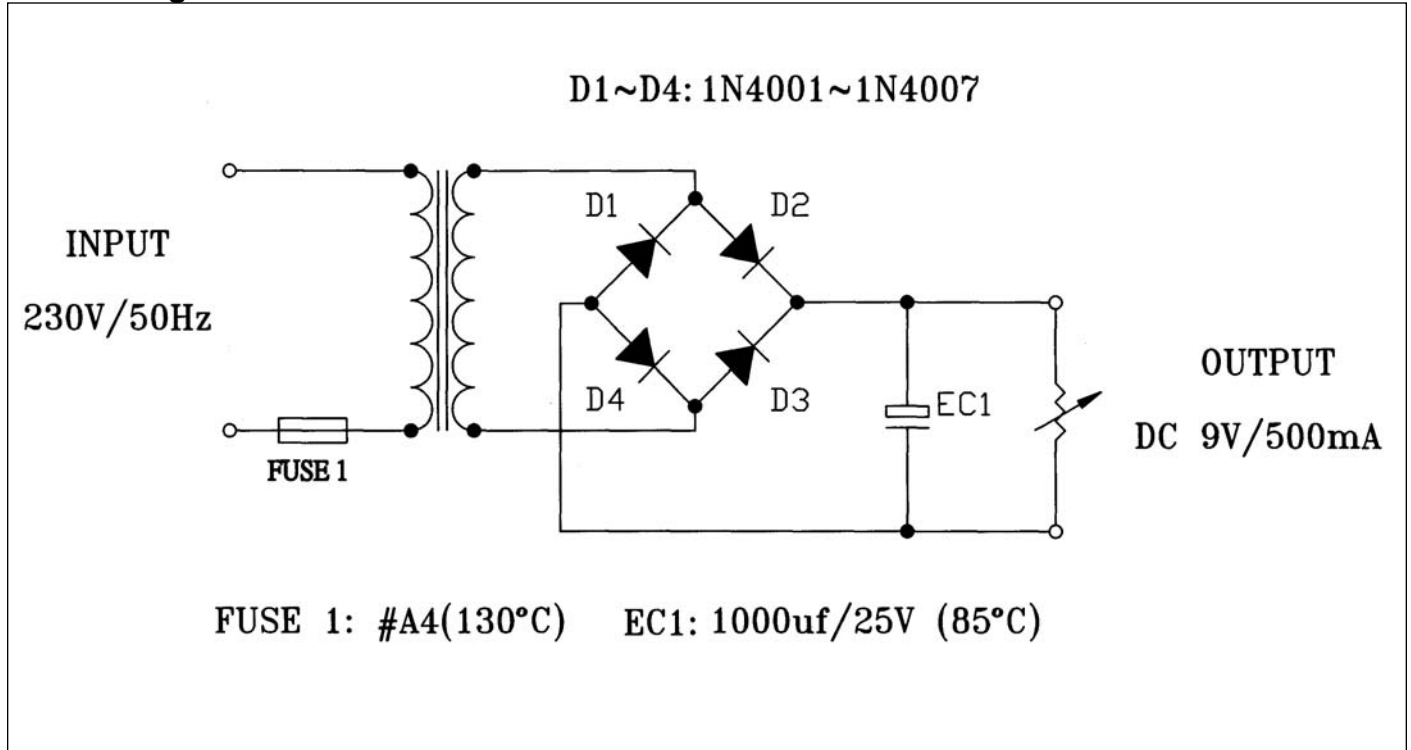 D1~D4: 1N4001~1N4007
D1
D2
INPUT
230V/50Hz
D4
D3
EC1
OUTPUT
DC 9V/500mA
FUSE 1
FUSE 1: #A4(130°C) EC1: 1000uf/25V (85°C)